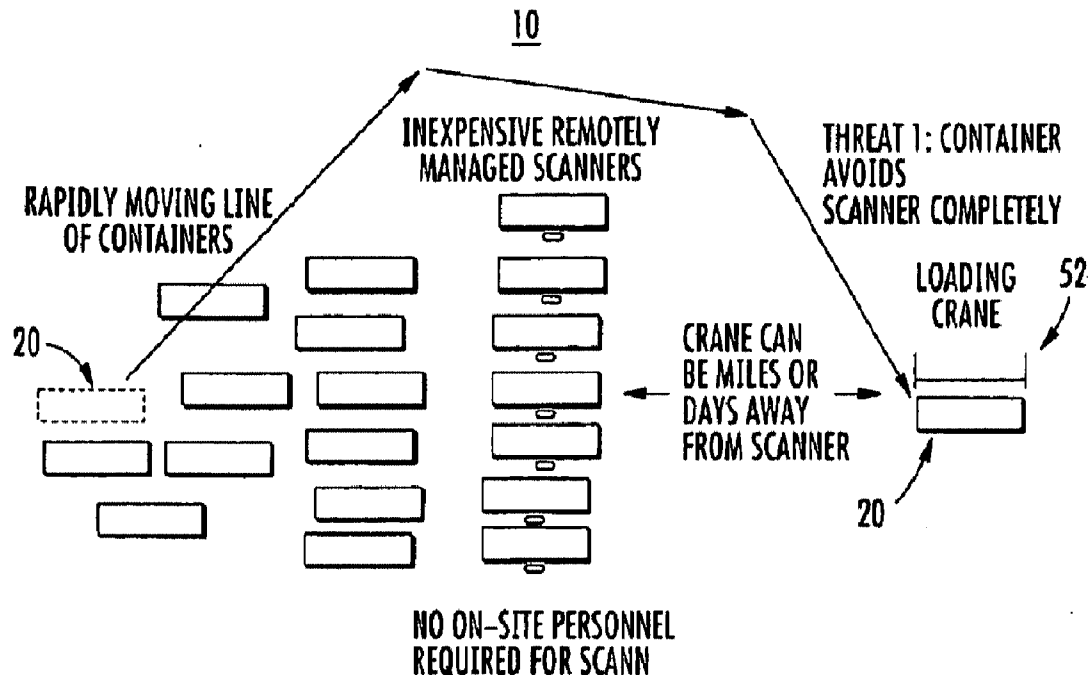 10
INEXPENSIVE REMOTELY
MANAGED SCANNERS
THREAT 1: CONTAINER
AVOIDS
SCANNER COMPLETELY
RAPIDLY MOVING LINE
OF CONTAINERS
LOADING
CRANE
52
20
CRANE CAN
BE MILES OR
DAYS AWAY
FROM SCANNER
20
NO ON-SITE PERSONNEL
REQUIRED FOR SCANN